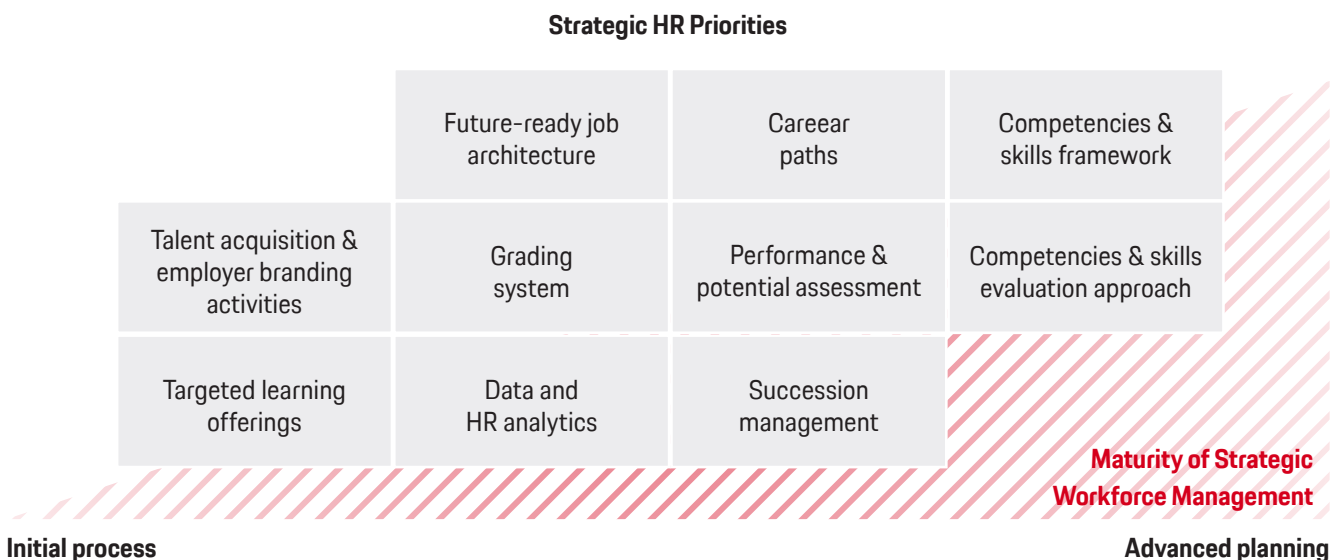 Strategic HR Priorities
Future-ready job
architecture
Careear
paths
Competencies &
skills framework
Talent acquisition &
employer branding
activities
Grading
system
Performance &
potential assessment
Competencies & skills
evaluation approach
Targeted learning
offerings
Data and
HR analytics
Succession
management
Maturity of Strategic
Workforce Management
Initial process
Advanced planning